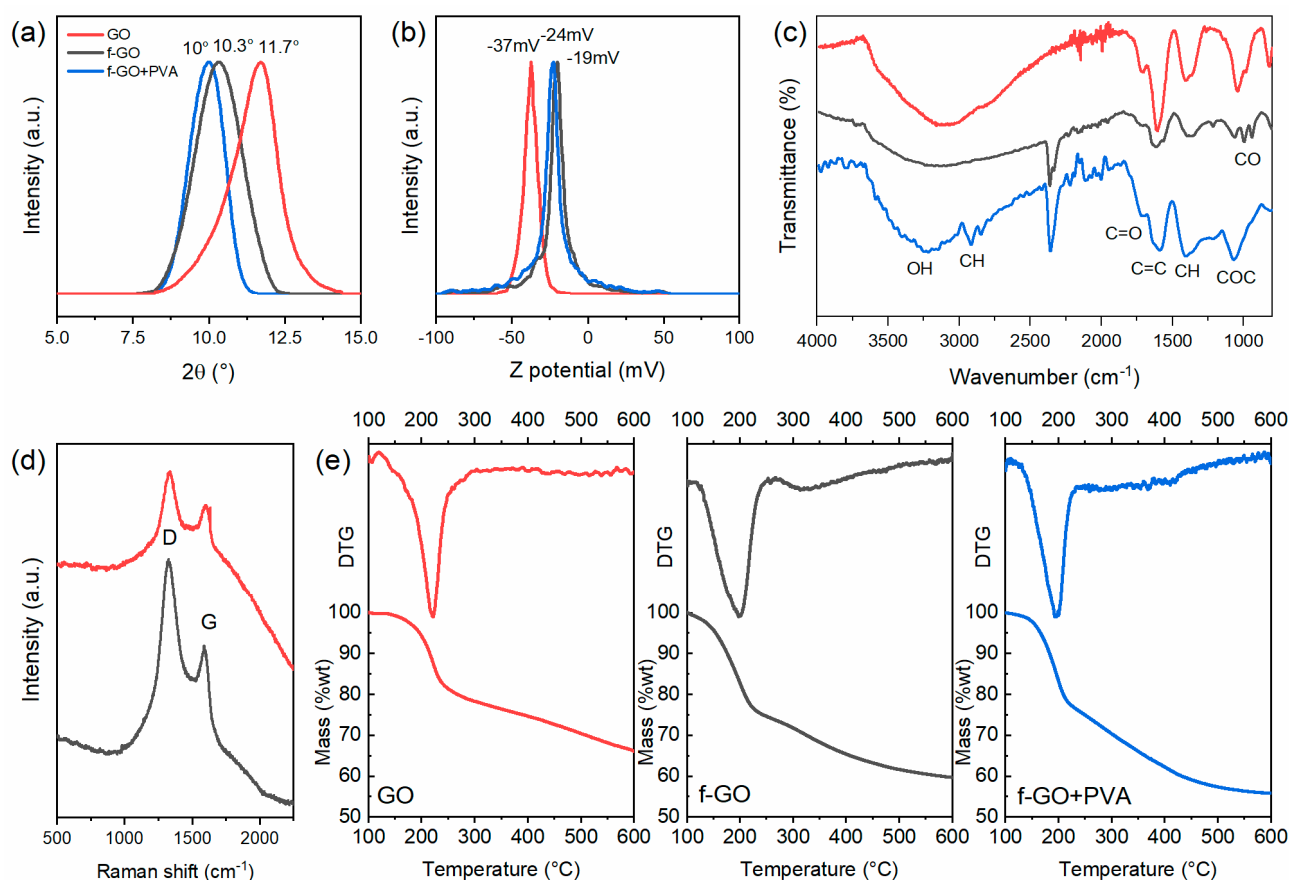 (a)
GO
f-GO
f-GO+PVA
10° 10.3° 11.7°
Intensity (a.u.)
5.0 7.5 10.0 12.5 15.0
2θ (°)
(b)
-37mV
-24mV
-19mV
Intensity (a.u.)
-100 -50 0 50 100
Z potential (mV)
(c)
Transmittance (%)
CO
C=O
OH CH C=C CH COC
4000 3500 3000 2500 2000 1500 1000
Wavenumber (cm-1)
(d)
D
G
Intensity (a.u.)
500 1000 1500 2000
Raman shift (cm-1)
(e)
100 200 300 400 500 600
DTG
100
90
80
70
60
50
Mass (%wt)
GO
100 200 300 400 500 600
Temperature (°C)
100 200 300 400 500 600
DTG
100
90
80
70
60
50
Mass (%wt)
f-GO
100 200 300 400 500 600
Temperature (°C)
100 200 300 400 500 600
DTG
100
90
80
70
60
50
Mass (%wt)
f-GO+PVA
100 200 300 400 500 600
Temperature (°C)